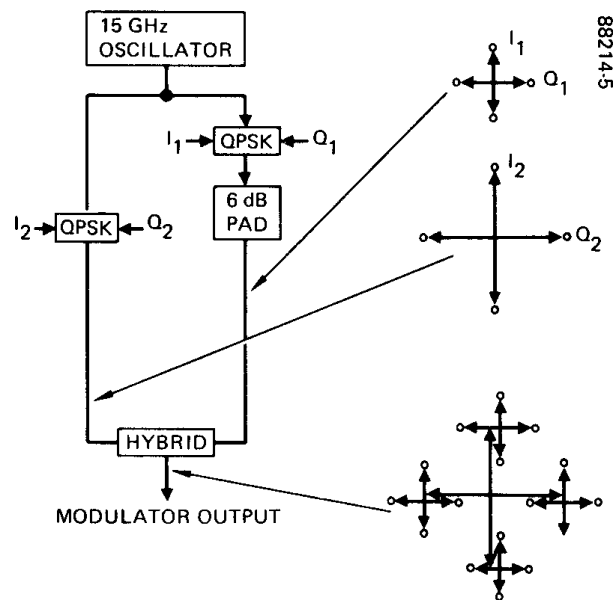 15 GHz
OSCILLATOR
I1 QPSK Q1
6 dB
PAD
I2 QPSK Q2
HYBRID
MODULATOR OUTPUT
I1
Q1
I2
Q2
88214-5